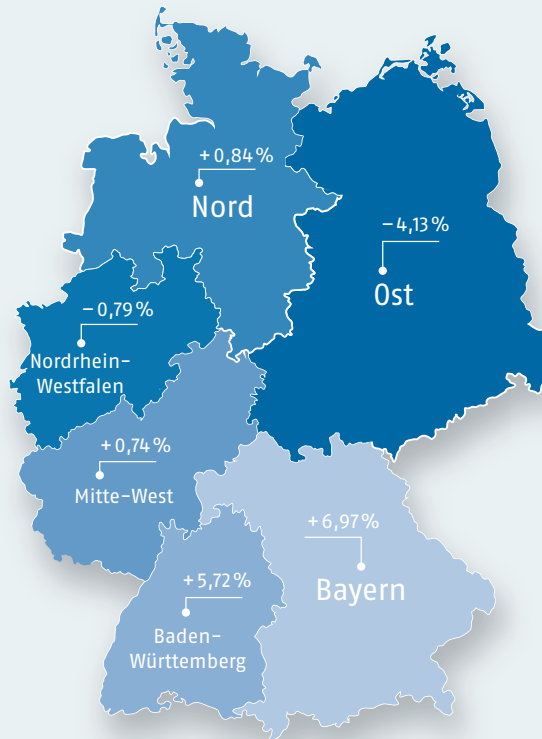 + 0,84 %
Nord
– 4,13 %
Ost
– 0,79 %
Nordrhein-
Westfalen
+ 0,74 %
Mitte-West
+ 6,97 %
Bayern
+ 5,72 %
Baden-
Württemberg